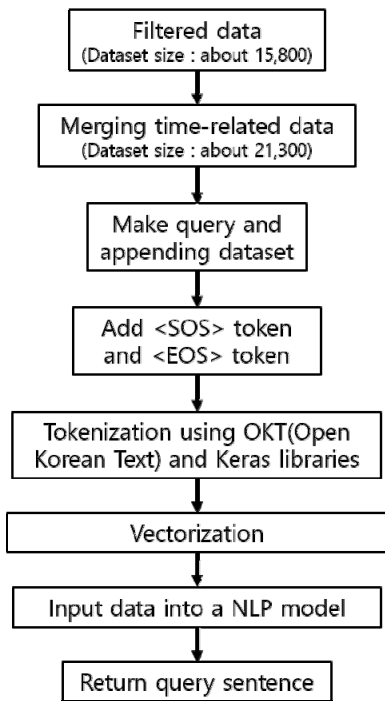 Filtered data
(Dataset size : about 15,800)
Merging time-related data
(Dataset size : about 21,300)
Make query and
appending dataset
Add <SOS> token
and <EOS> token
Tokenization using OKT(Open
Korean Text) and Keras libraries
Vectorization
Input data into a NLP model
Return query sentence